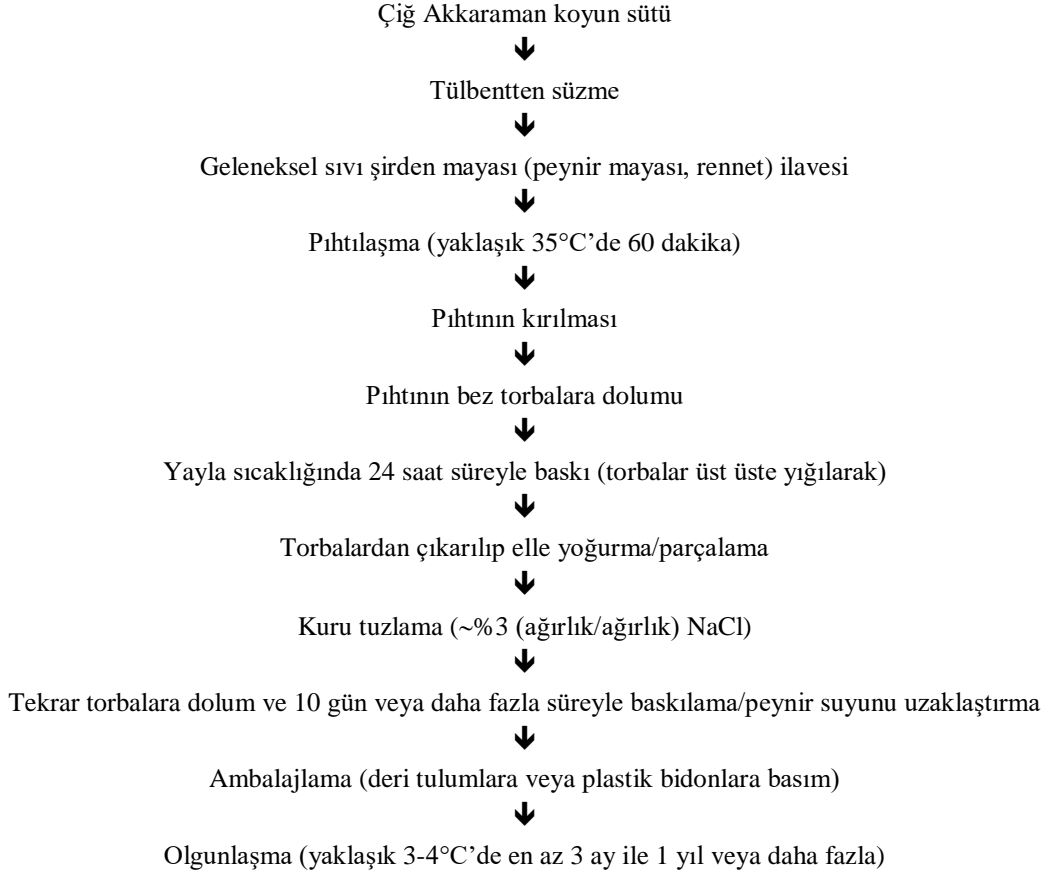 Çiğ Akkaraman koyun sütü
Tülbentten süzme
Geleneksel sıvı şirden mayası (peynir mayası, rennet) ilavesi
Pıhtılaşma (yaklaşık 35°C’de 60 dakika)
Pıhtının kırılması
Pıhtının bez torbalara dolumu
Yayla sıcaklığında 24 saat süreyle baskı (torbalar üst üste yığılarak)
Torbalardan çıkarılıp elle yoğurma/parçalama
Kuru tuzlama (~%3 (ağırlık/ağırlık) NaCl)
Tekrar torbalara dolum ve 10 gün veya daha fazla süreyle baskılama/peynir suyunu uzaklaştırma
Ambalajlama (deri tulumlara veya plastik bidonlara basım)
Olgunlaşma (yaklaşık 3-4°C’de en az 3 ay ile 1 yıl veya daha fazla)